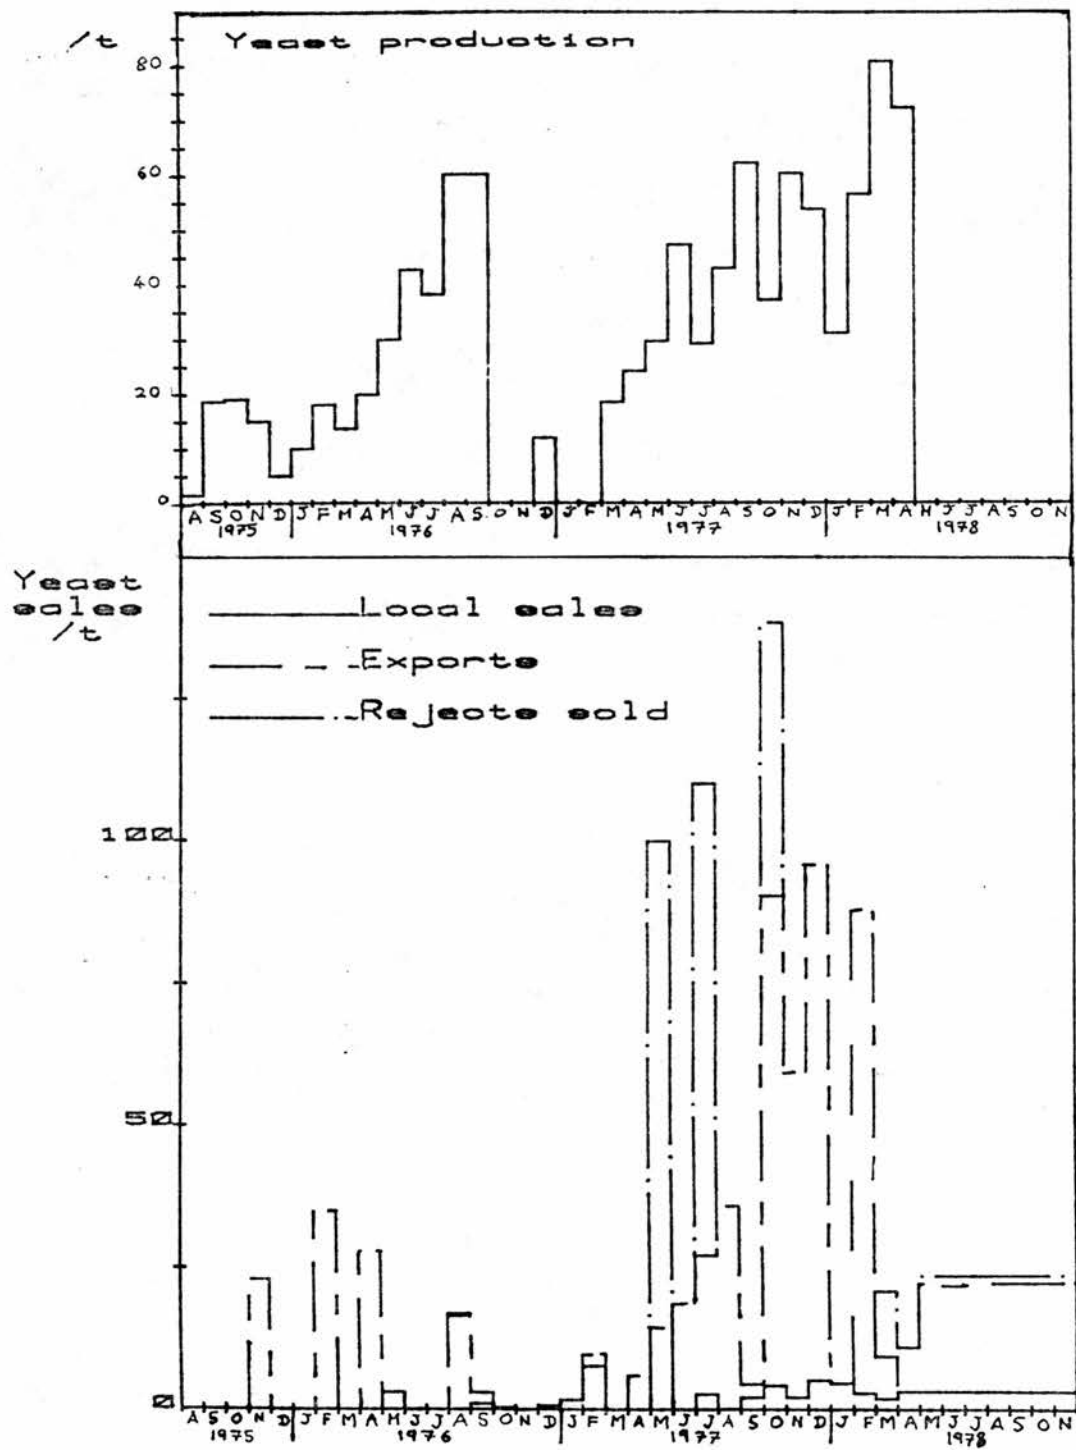 /t Yeast production
80
60
40
20
0
A S O N D J F M A M J J A S O N D J F M A M J J A S O N D J F M A M J J A S O N
1975 1976 1977 1978
Yeast
sales
/t
Local sales
Exports
Rejects sold
100
50
0
A S O N D J F M A M J J A S O N D J F M A M J J A S O N D J F M A M J J A S O N
1975 1976 1977 1978